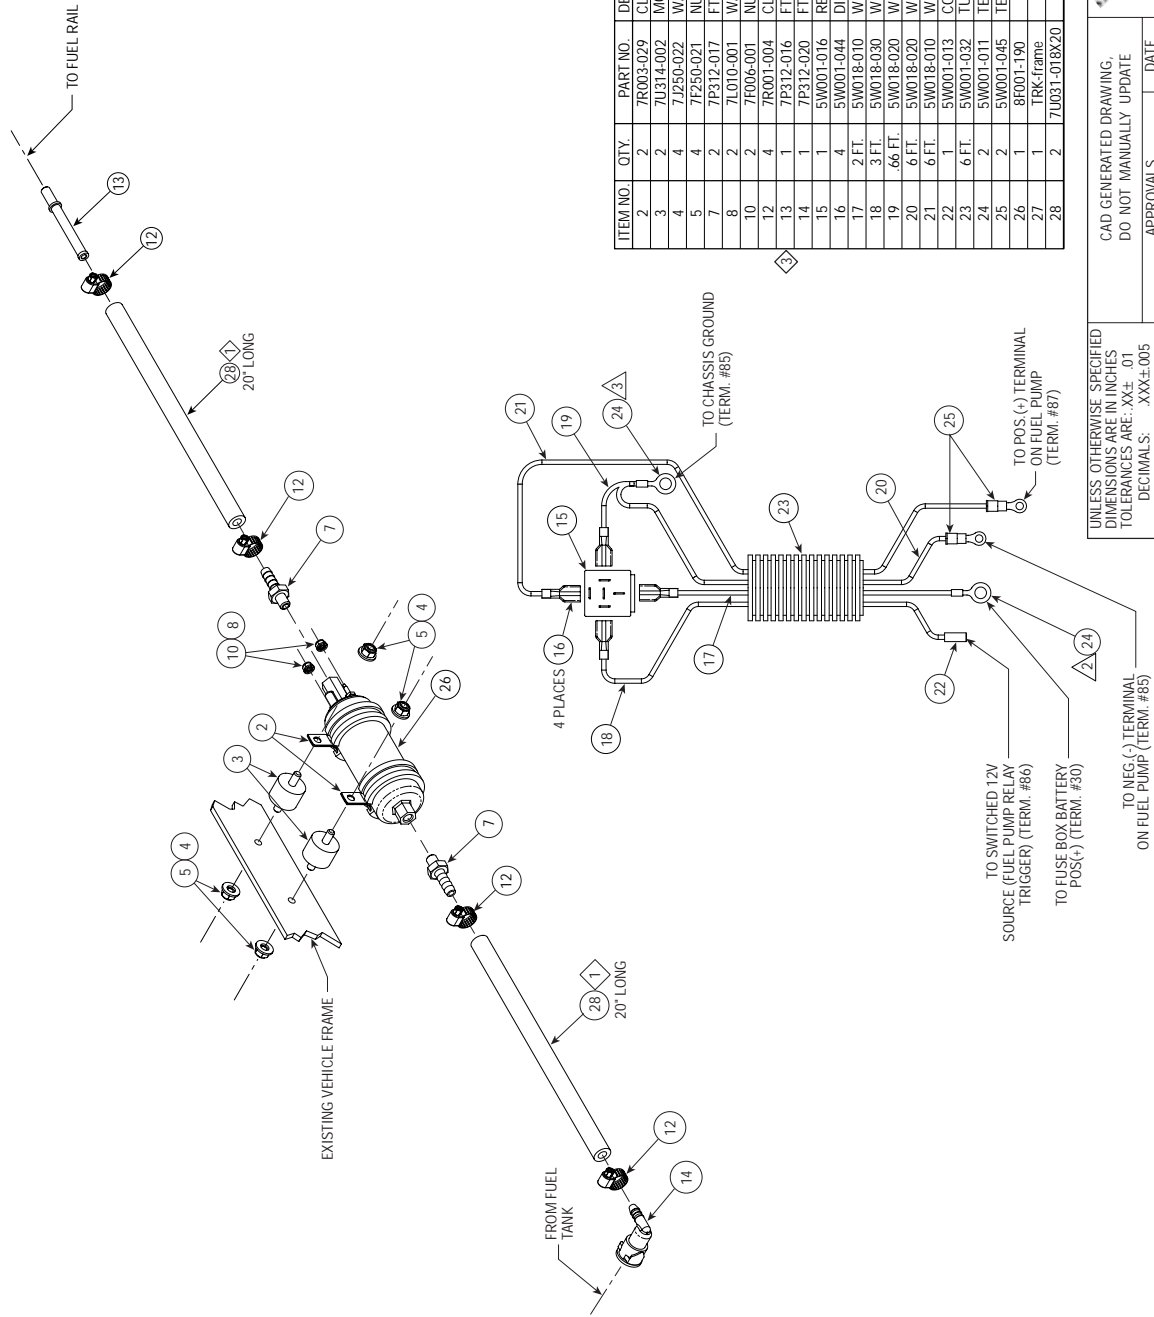 FROM FUEL
TANK
14
12
28 1
20" LONG
12
7
EXISTING VEHICLE FRAME
5 4
3
2
10 8
26
5 4
7
12
28 1
20" LONG
12
13
TO FUEL RAIL
4 PLACES 16
15
21
19
24 3
TO CHASSIS GROUND
(TERM. #85)
18
17
23
20
25
22
2 24
TO SWITCHED 12V
SOURCE (FUEL PUMP RELAY
TRIGGER) (TERM. #86)
TO FUSE BOX BATTERY
POS(+) (TERM. #30)
TO NEG.(-) TERMINAL
ON FUEL PUMP (TERM. #85)
TO POS.(+) TERMINAL
ON FUEL PUMP
(TERM. #87)
3
ITEM NO. QTY. PART NO.
2 2 7R003-029
3 2 7U314-002
4 4 7J250-022
5 4 7F250-021
7 2 7P312-017
8 2 7L010-001
10 2 7F006-001
12 4 7R001-004
13 1 7P312-016
14 1 7P312-020
15 1 5W001-016
16 4 5W001-044
17 2 FT. 5W018-010
18 3 FT. 5W018-030
19 .66 FT. 5W018-020
20 6 FT. 5W018-020
21 6 FT. 5W018-010
22 1 5W001-013
23 6 FT. 5W001-032
24 2 5W001-011
25 2 5W001-045
26 1 8F001-190
27 1 TRK-frame
28 2 7U031-018X20
UNLESS OTHERWISE SPECIFIED
DIMENSIONS ARE IN INCHES
TOLERANCES ARE: .XX± .01
DECIMALS: .XXX±.005
CAD GENERATED DRAWING,
DO NOT MANUALLY UPDATE
APPROVALS DATE